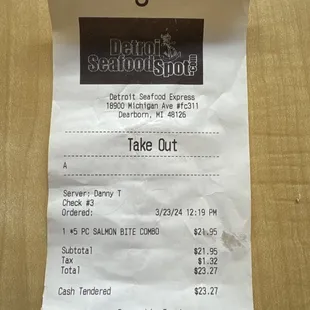 Detroit
SeafoodSpot.com
Detroit Seafood Express
18900 Michigan Ave #fc311
Dearborn, MI 48126
Take Out
A
Server: Danny T
Check #3
Ordered: 3/23/24 12:19 PM
1 *5 PC SALMON BITE COMBO $21.95
Subtotal $21.95
Tax $1.32
Total $23.27
Cash Tendered $23.27